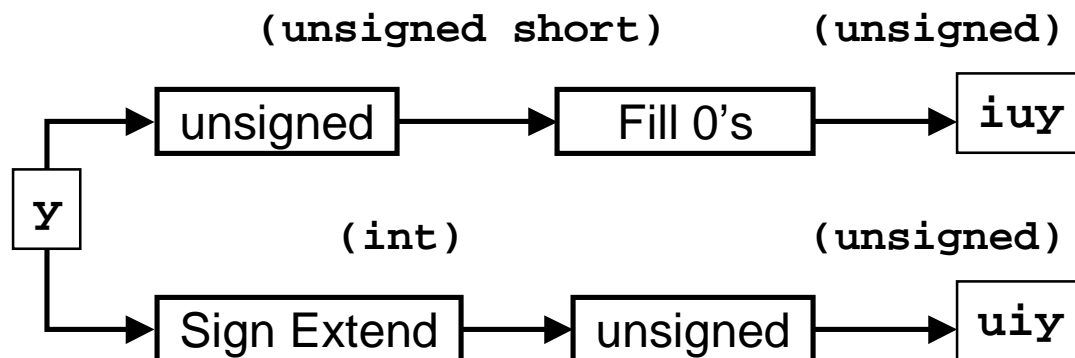 (unsigned short) (unsigned)
unsigned Fill 0's iuy
y
(int) (unsigned)
Sign Extend unsigned uiy